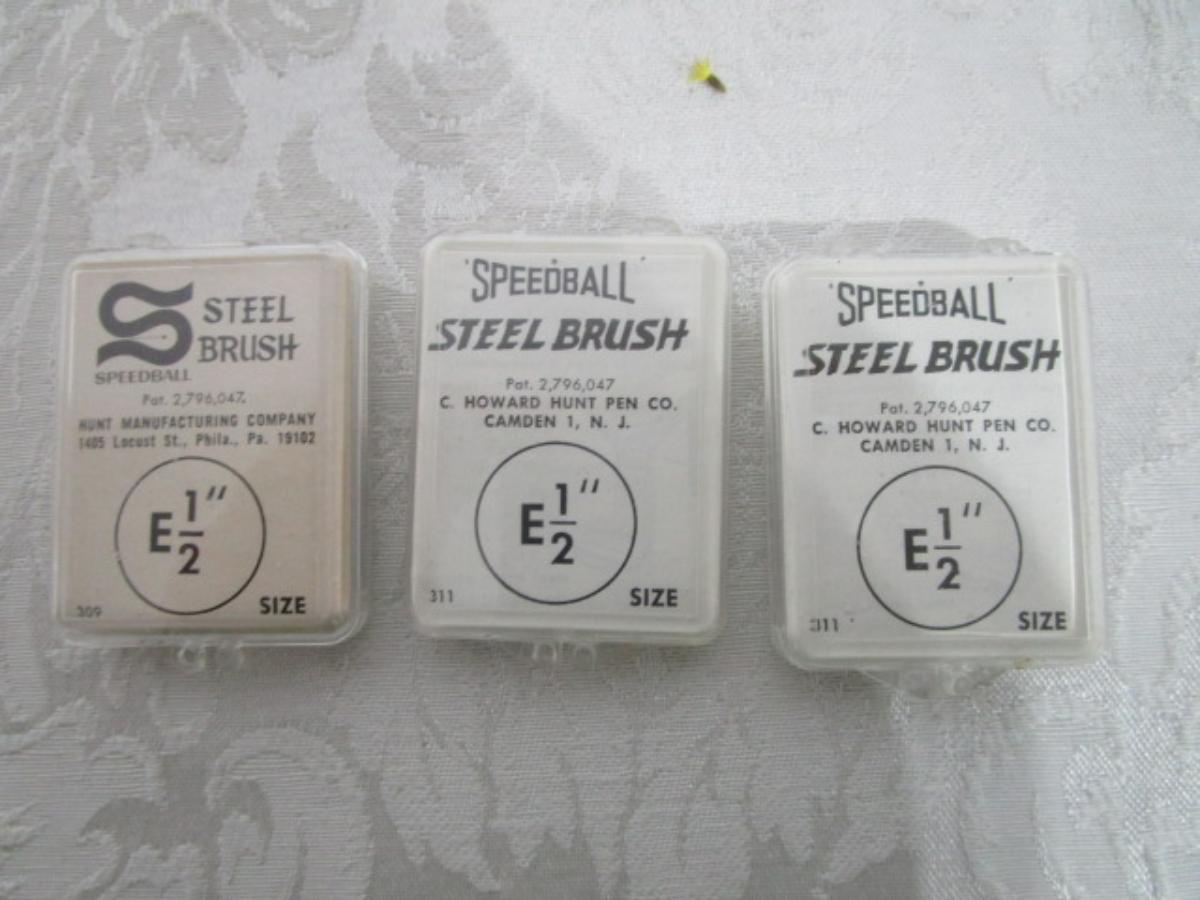 STEEL
BRUSH
SPEEDBALL
Pat. 2,796,047.
HUNT MANUFACTURING COMPANY
1405 Locust St., Phila., Pa. 19102
E 1/2"
309
SIZE
SPEEDBALL
STEEL BRUSH
Pat. 2,796,047
C. HOWARD HUNT PEN CO.
CAMDEN 1, N. J.
E 1/2"
311
SIZE
SPEEDBALL
STEEL BRUSH
Pat. 2,796,047
C. HOWARD HUNT PEN CO.
CAMDEN 1, N. J.
E 1/2"
311
SIZE